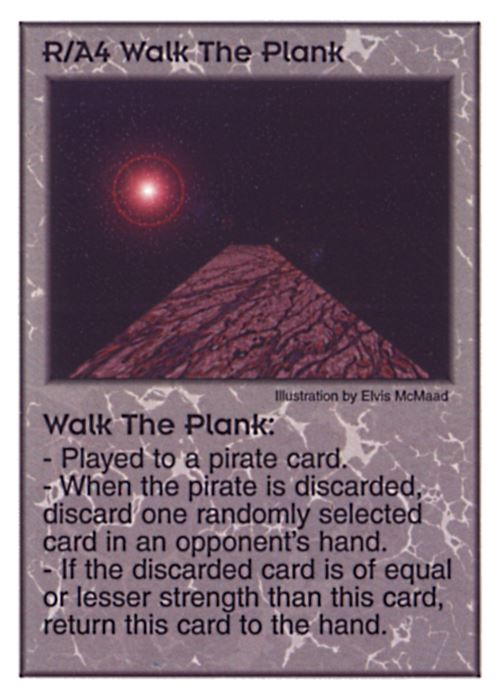 R/A4 Walk The Plank
Illustration by Elvis McMaad
Walk The Plank:
- Played to a pirate card.
- When the pirate is discarded,
discard one randomly selected
card in an opponent's hand.
- If the discarded card is of equal
or lesser strength than this card,
return this card to the hand.